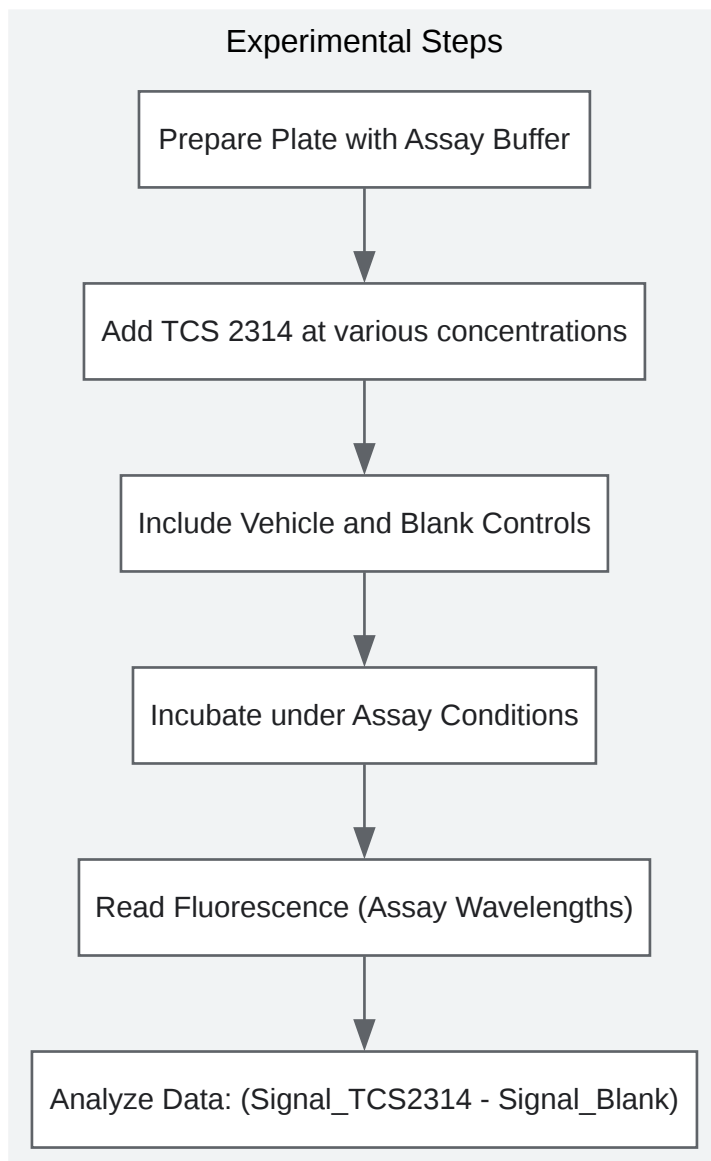 Experimental Steps
Prepare Plate with Assay Buffer
Add TCS 2314 at various concentrations
Include Vehicle and Blank Controls
Incubate under Assay Conditions
Read Fluorescence (Assay Wavelengths)
Analyze Data: (Signal_TCS2314 - Signal_Blank)